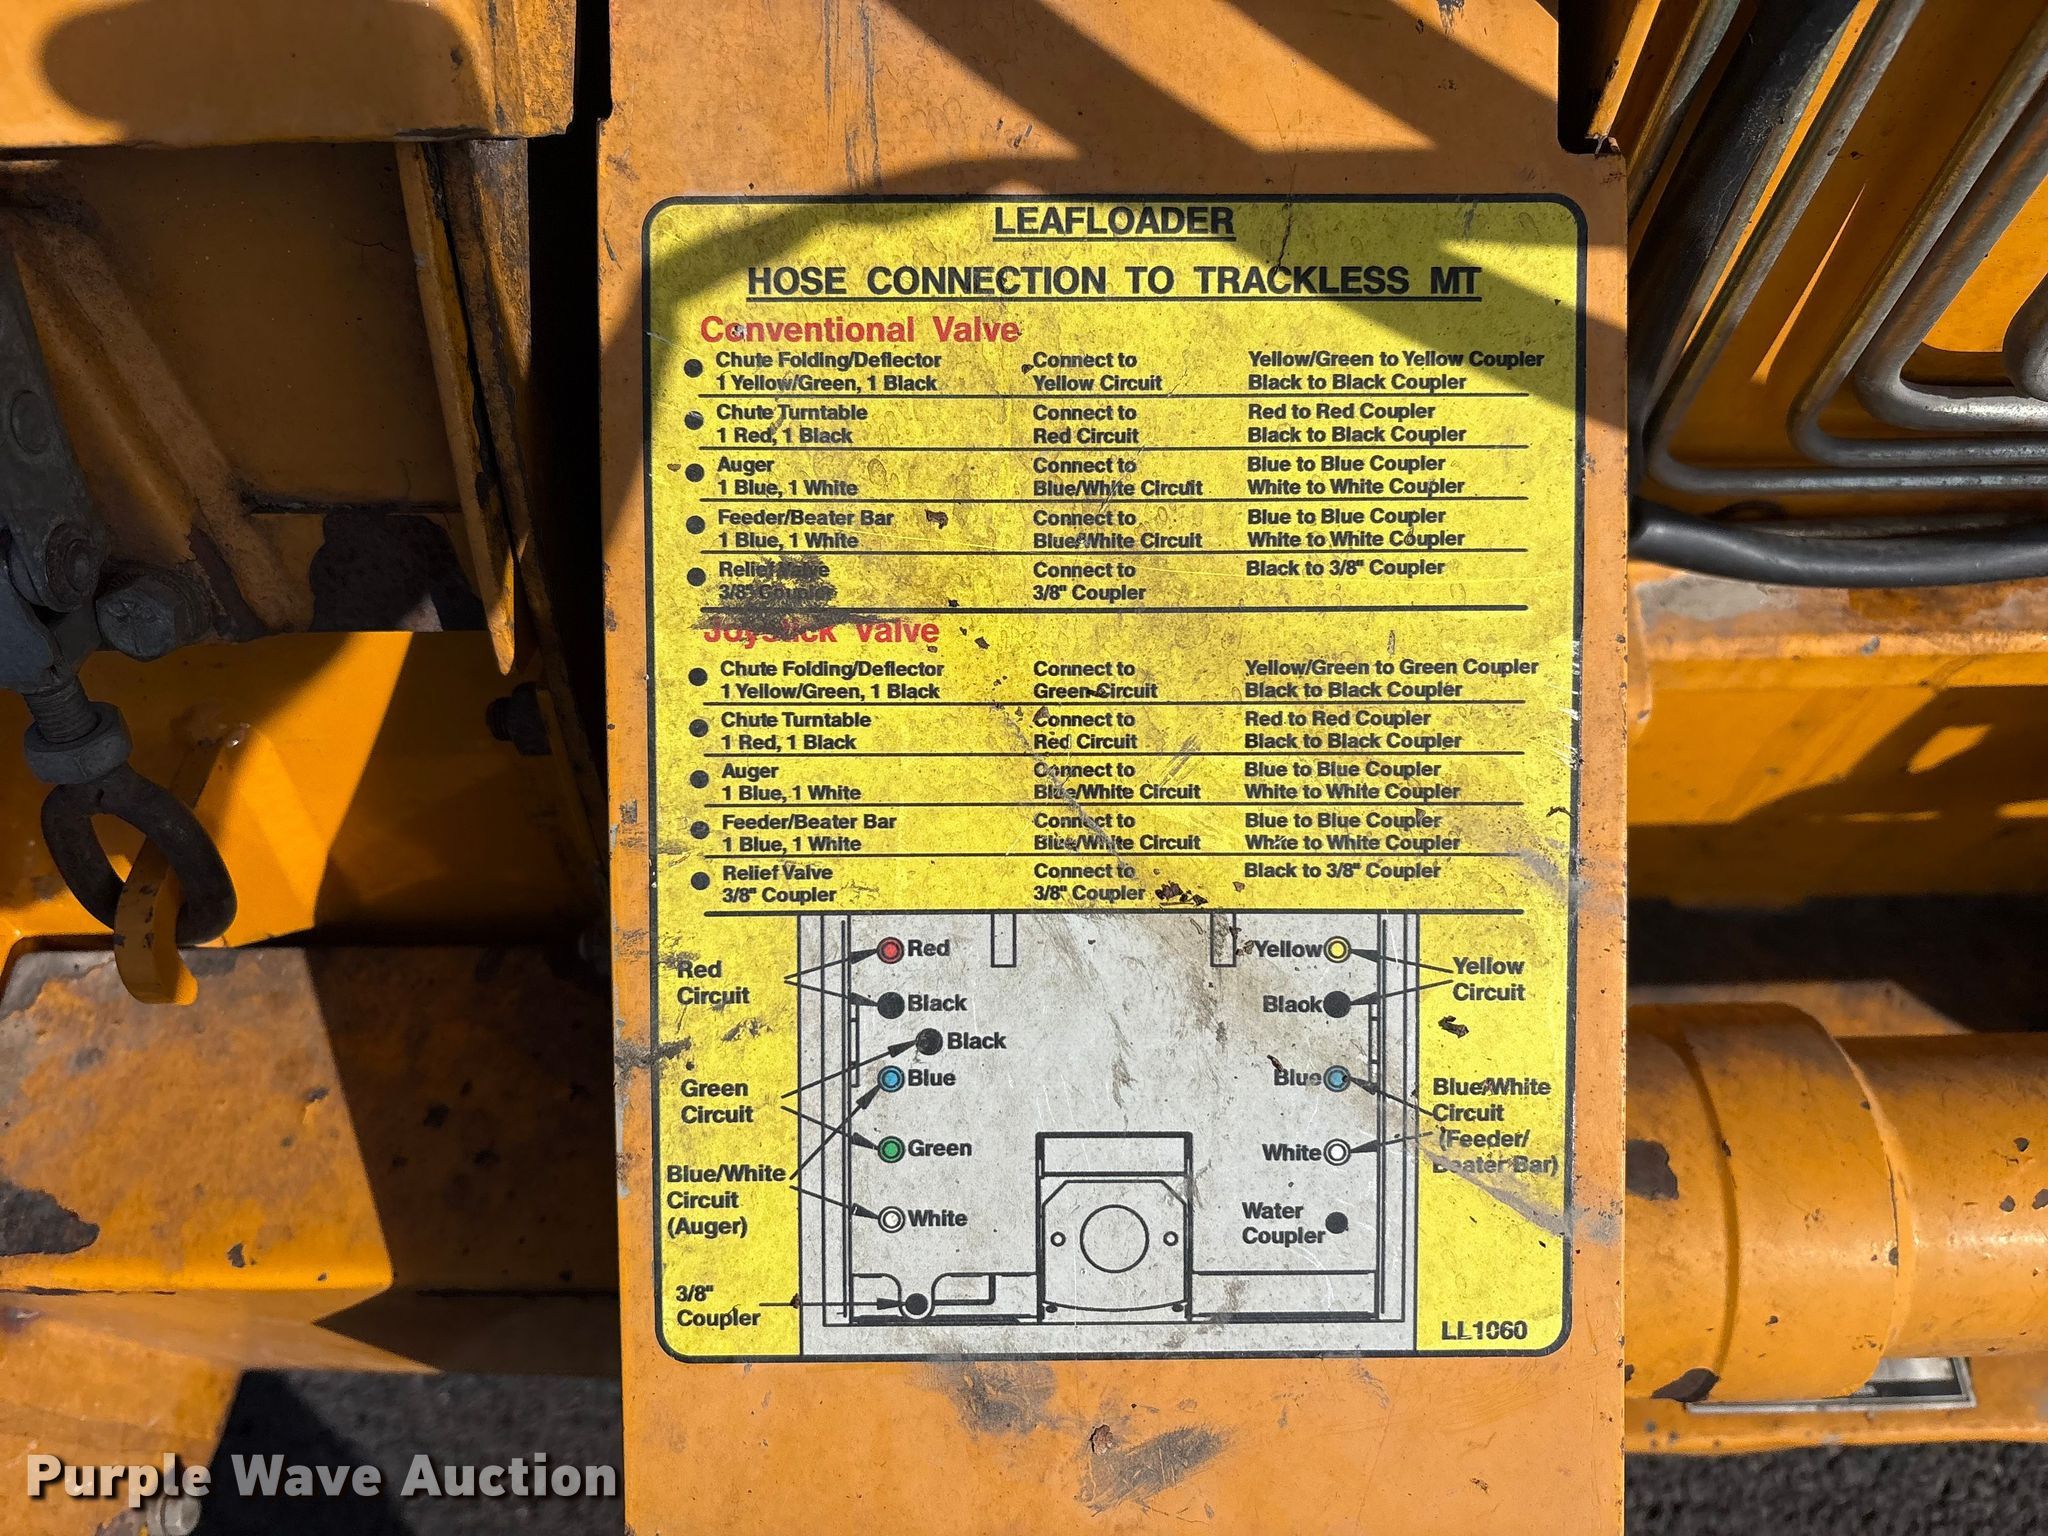 LEAFLOADER
HOSE CONNECTION TO TRACKLESS MT
Conventional Valve
Chute Folding/Deflector Connect to Yellow/Green to Yellow Coupler
1 Yellow/Green, 1 Black Yellow Circuit Black to Black Coupler
Chute Turntable Connect to Red to Red Coupler
1 Red, 1 Black Red Circuit Black to Black Coupler
Auger Connect to Blue to Blue Coupler
1 Blue, 1 White Blue/White Circuit White to White Coupler
Feeder/Beater Bar Connect to Blue to Blue Coupler
1 Blue, 1 White Blue/White Circuit White to White Coupler
Relief Valve Connect to Black to 3/8" Coupler
3/8" Coupler 3/8" Coupler
Joystick Valve
Chute Folding/Deflector Connect to Yellow/Green to Green Coupler
1 Yellow/Green, 1 Black Green Circuit Black to Black Coupler
Chute Turntable Connect to Red to Red Coupler
1 Red, 1 Black Red Circuit Black to Black Coupler
Auger Connect to Blue to Blue Coupler
1 Blue, 1 White Blue/White Circuit White to White Coupler
Feeder/Beater Bar Connect to Blue to Blue Coupler
1 Blue, 1 White Blue/White Circuit White to White Coupler
Relief Valve Connect to Black to 3/8" Coupler
3/8" Coupler 3/8" Coupler
Red
Circuit
Red
Black
Black
Green
Circuit
Blue
Green
Blue/White
Circuit
(Auger)
White
3/8"
Coupler
Yellow
Black
Yellow
Circuit
Blue
White
Blue/White
Circuit
(Feeder/
Beater Bar)
Water
Coupler
LL1060
Purple Wave Auction